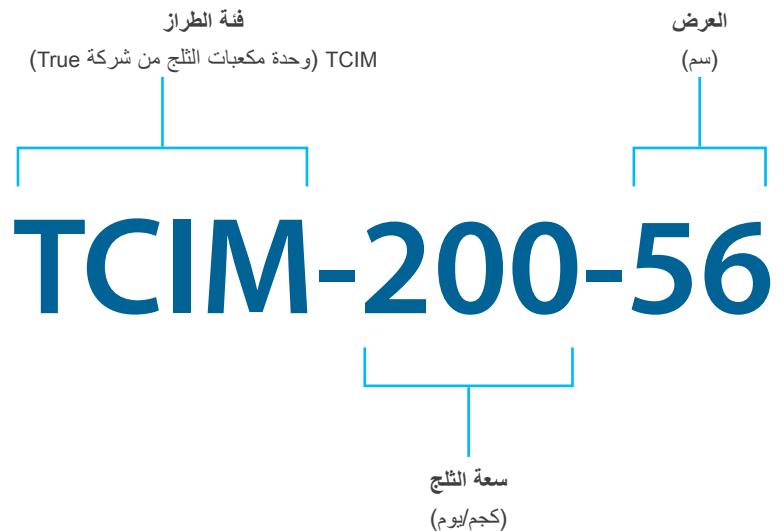 فئة الطراز
TCIM (وحدة مكعبات الثلج من شركة True)
العرض
(سم)
TCIM-200-56
سعة الثلج
(كجم/يوم)